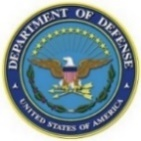 DEPARTMENT OF DEFENSE
UNITED STATES OF AMERICA